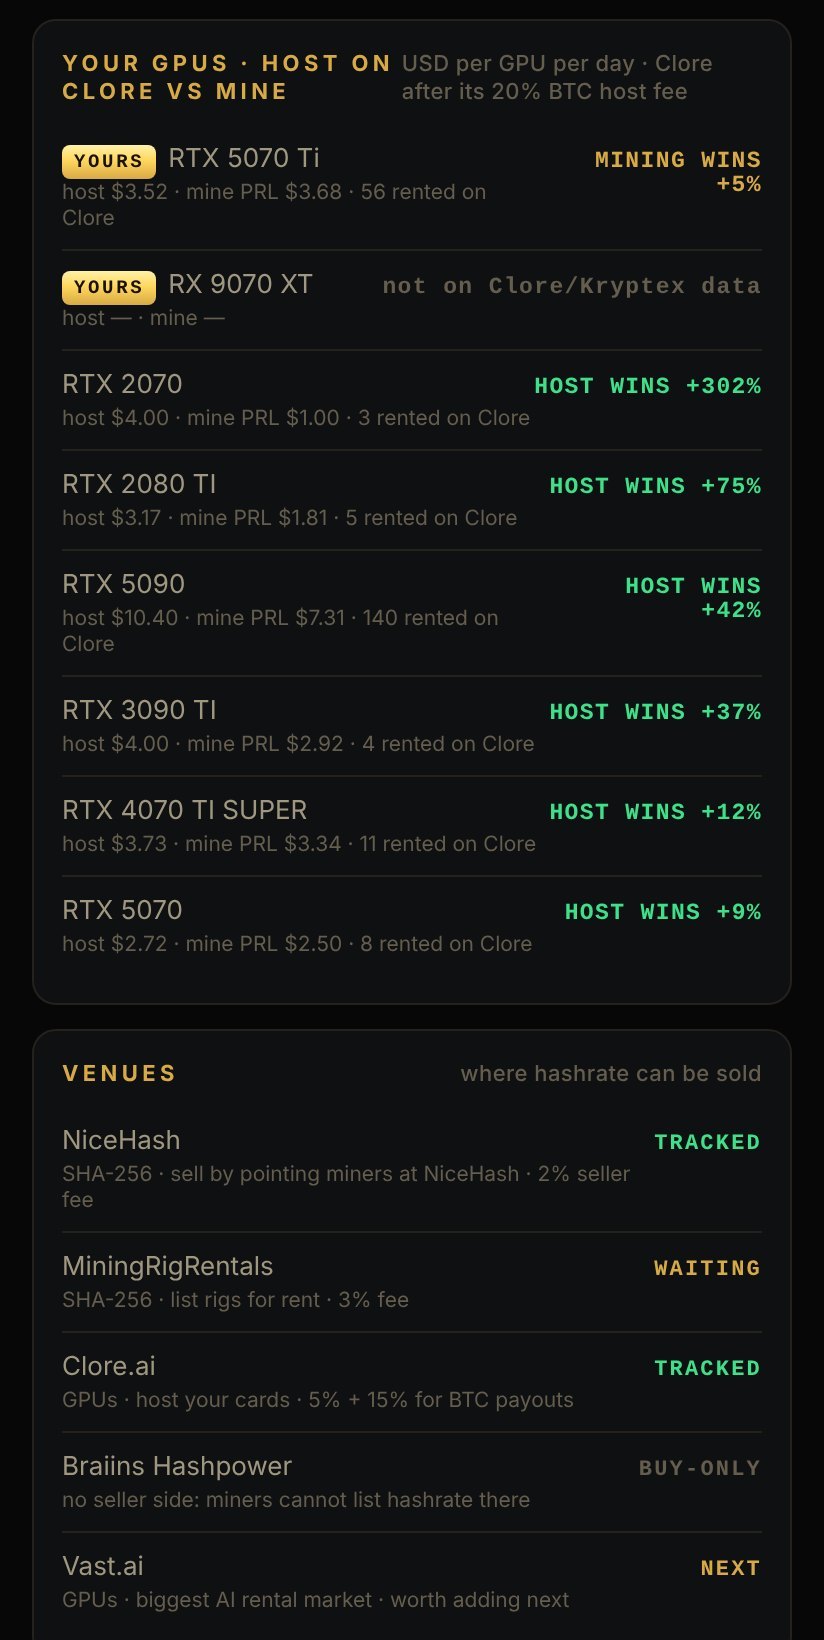 YOUR GPUS · HOST ON CLORE VS MINE
USD per GPU per day · Clore after its 20% BTC host fee
YOURS RTX 5070 Ti
MINING WINS +5%
host $3.52 · mine PRL $3.68 · 56 rented on Clore
YOURS RX 9070 XT
not on Clore/Kryptex data
host — · mine —
RTX 2070
HOST WINS +302%
host $4.00 · mine PRL $1.00 · 3 rented on Clore
RTX 2080 TI
HOST WINS +75%
host $3.17 · mine PRL $1.81 · 5 rented on Clore
RTX 5090
HOST WINS +42%
host $10.40 · mine PRL $7.31 · 140 rented on Clore
RTX 3090 TI
HOST WINS +37%
host $4.00 · mine PRL $2.92 · 4 rented on Clore
RTX 4070 TI SUPER
HOST WINS +12%
host $3.73 · mine PRL $3.34 · 11 rented on Clore
RTX 5070
HOST WINS +9%
host $2.72 · mine PRL $2.50 · 8 rented on Clore
VENUES
where hashrate can be sold
NiceHash
TRACKED
SHA-256 · sell by pointing miners at NiceHash · 2% seller fee
MiningRigRentals
WAITING
SHA-256 · list rigs for rent · 3% fee
Clore.ai
TRACKED
GPUs · host your cards · 5% + 15% for BTC payouts
Braiins Hashpower
BUY-ONLY
no seller side: miners cannot list hashrate there
Vast.ai
NEXT
GPUs · biggest AI rental market · worth adding next